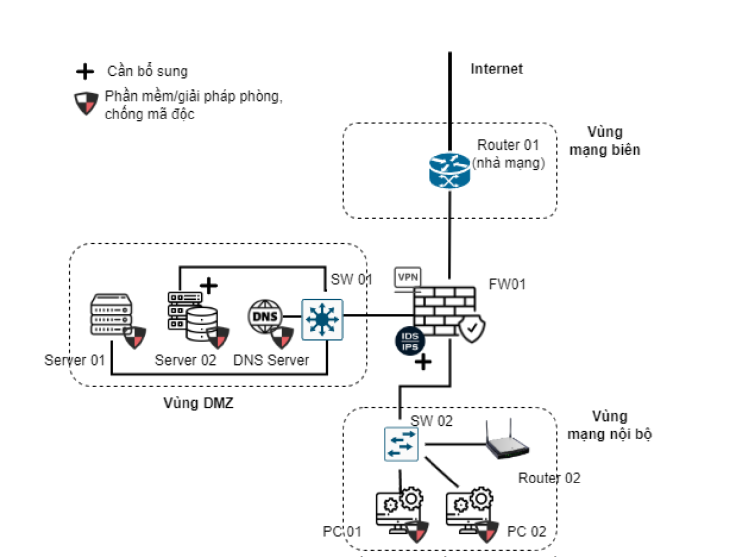 Cần bổ sung
Phần mềm/giải pháp phòng,
chống mã độc
Internet
Router 01
(nhà mạng)
Vùng
mạng biên
VPN
FW01
SW 01
DNS
IDS
IPS
Server 01
Server 02
DNS Server
Vùng DMZ
SW 02
Vùng
mạng nội bộ
Router 02
PC 01
PC 02